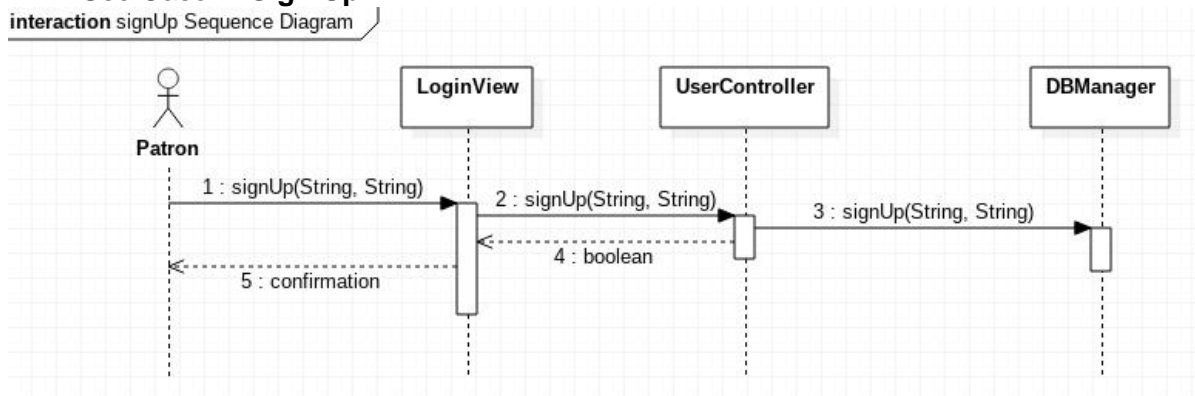 interaction signUp Sequence Diagram
LoginView
UserController
DBManager
Patron
1 : signUp(String, String)
2 : signUp(String, String)
3 : signUp(String, String)
4 : boolean
5 : confirmation